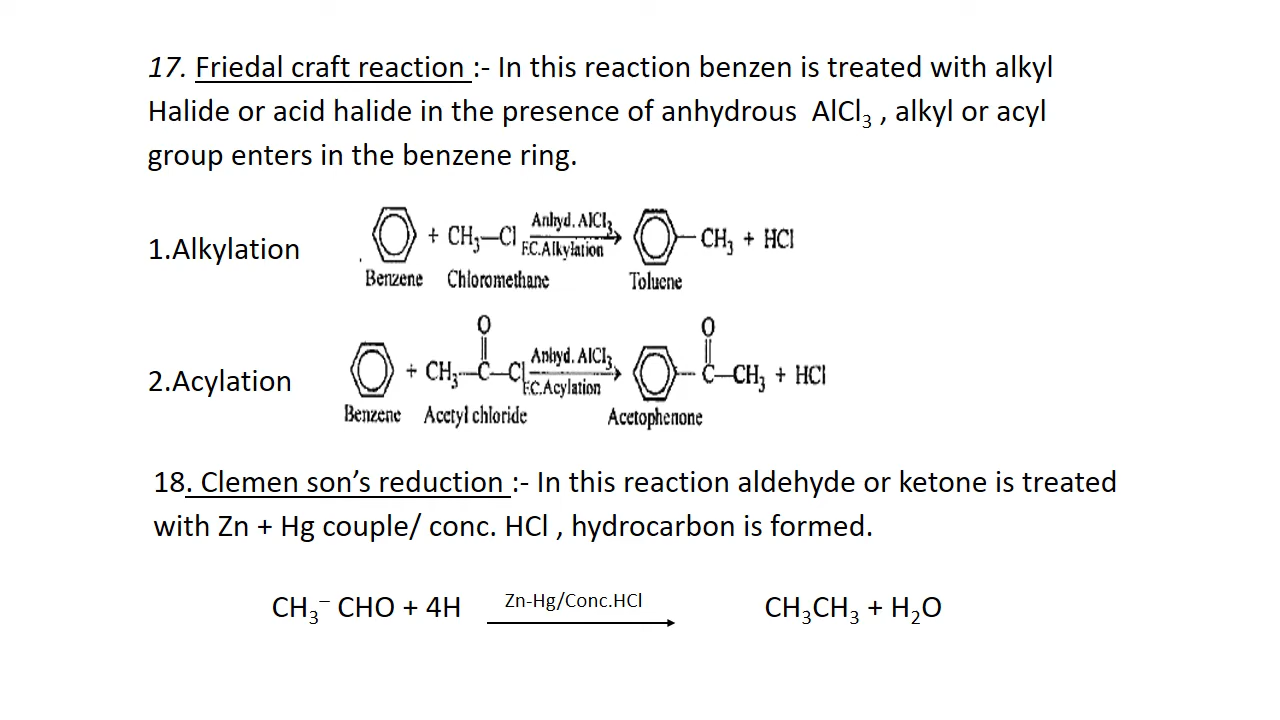 17. Friedal craft reaction :- In this reaction benzen is treated with alkyl
Halide or acid halide in the presence of anhydrous AlCl₃ , alkyl or acyl
group enters in the benzene ring.
1.Alkylation
+ CH₃—Cl Anhyd. AlCl₃ F.C.Alkylation CH₃ + HCl
Benzene Chloromethane Toluene
2.Acylation
O O
+ CH₃—C—Cl Anhyd. AlCl₃ F.C.Acylation C—CH₃ + HCl
Benzene Acetyl chloride Acetophenone
18. Clemen son’s reduction :- In this reaction aldehyde or ketone is treated
with Zn + Hg couple/ conc. HCl , hydrocarbon is formed.
Zn-Hg/Conc.HCl
CH₃⁻ CHO + 4H CH₃CH₃ + H₂O